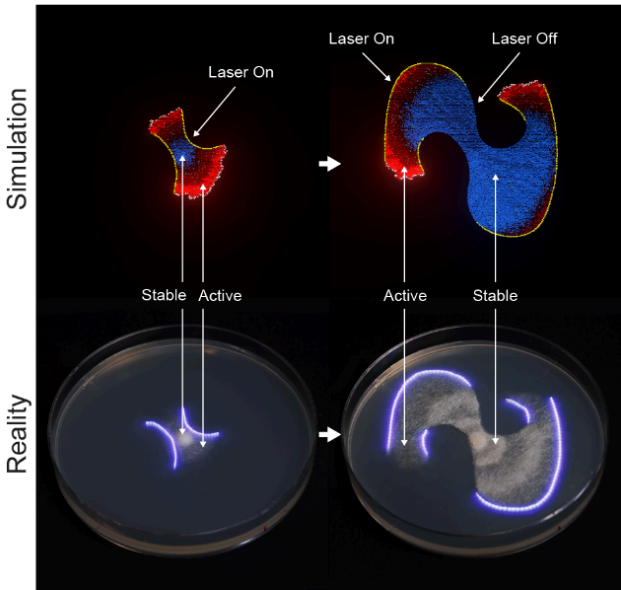 Simulation
Laser On
Laser On
Laser Off
Stable Active
Active Stable
Reality